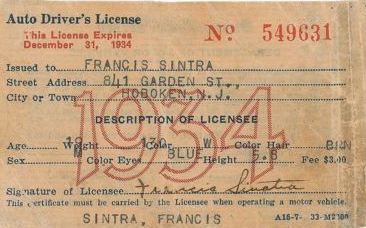 Auto Driver's License
This License Expires
December 31, 1934
No 549631
Issued to FRANCIS SINTRA
Street Address 841 GARDEN ST.,
City or Town HOBOKEN,N.J.
1934
DESCRIPTION OF LICENSEE
Age Weight Color W Color Hair BRN
Sex M Color Eyes BLUE Height 5.8 Fee $3.00
Signature of Licensee Francis Sinatra
This certificate must be carried by the Licensee when operating a motor vehicle.
SINTRA, FRANCIS